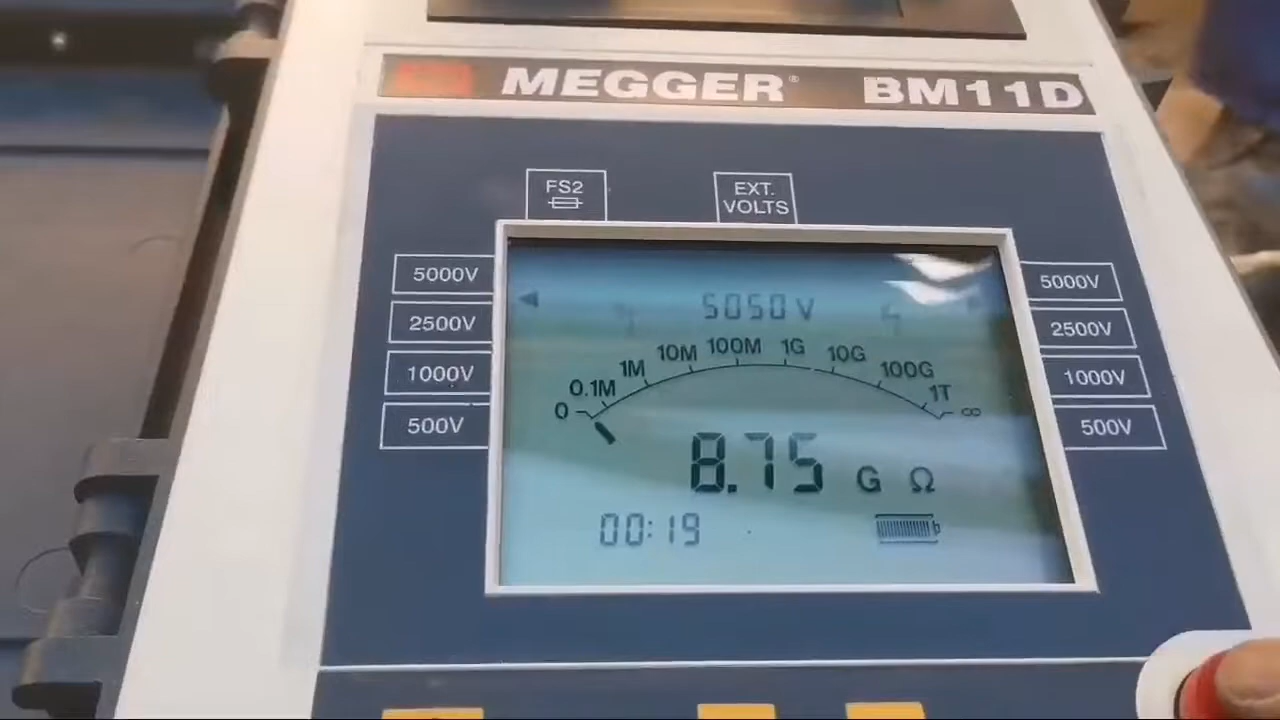 MEGGER® BM11D
FS2
EXT.
VOLTS
5000V
2500V
1000V
500V
5050 V
0 0.1M 1M 10M 100M 1G 10G 100G 1T ∞
8.75 G Ω
00:19
5000V
2500V
1000V
500V